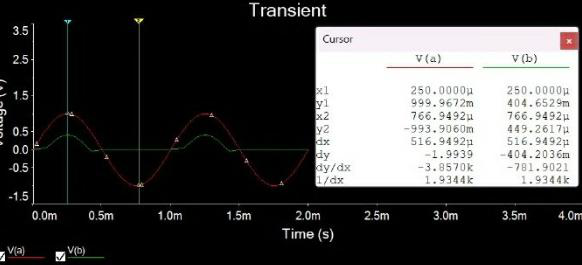 Transient
Voltage (V)
3.5
2.5
1.5
0.5
0.0
-0.5
-1.5
0.0m 0.5m 1.0m 1.5m 2.0m 2.5m 3.0m 3.5m 4.0m
Time (s)
V(a) V(b)
Cursor x
V(a) V(b)
x1 250.0000µ 250.0000µ
y1 999.9672m 404.6529m
x2 766.9492µ 766.9492µ
y2 -993.9060m 449.2617µ
dx 516.9492µ 516.9492µ
dy -1.9939 -404.2036m
dy/dx -3.8570k -781.9021
1/dx 1.9344k 1.9344k